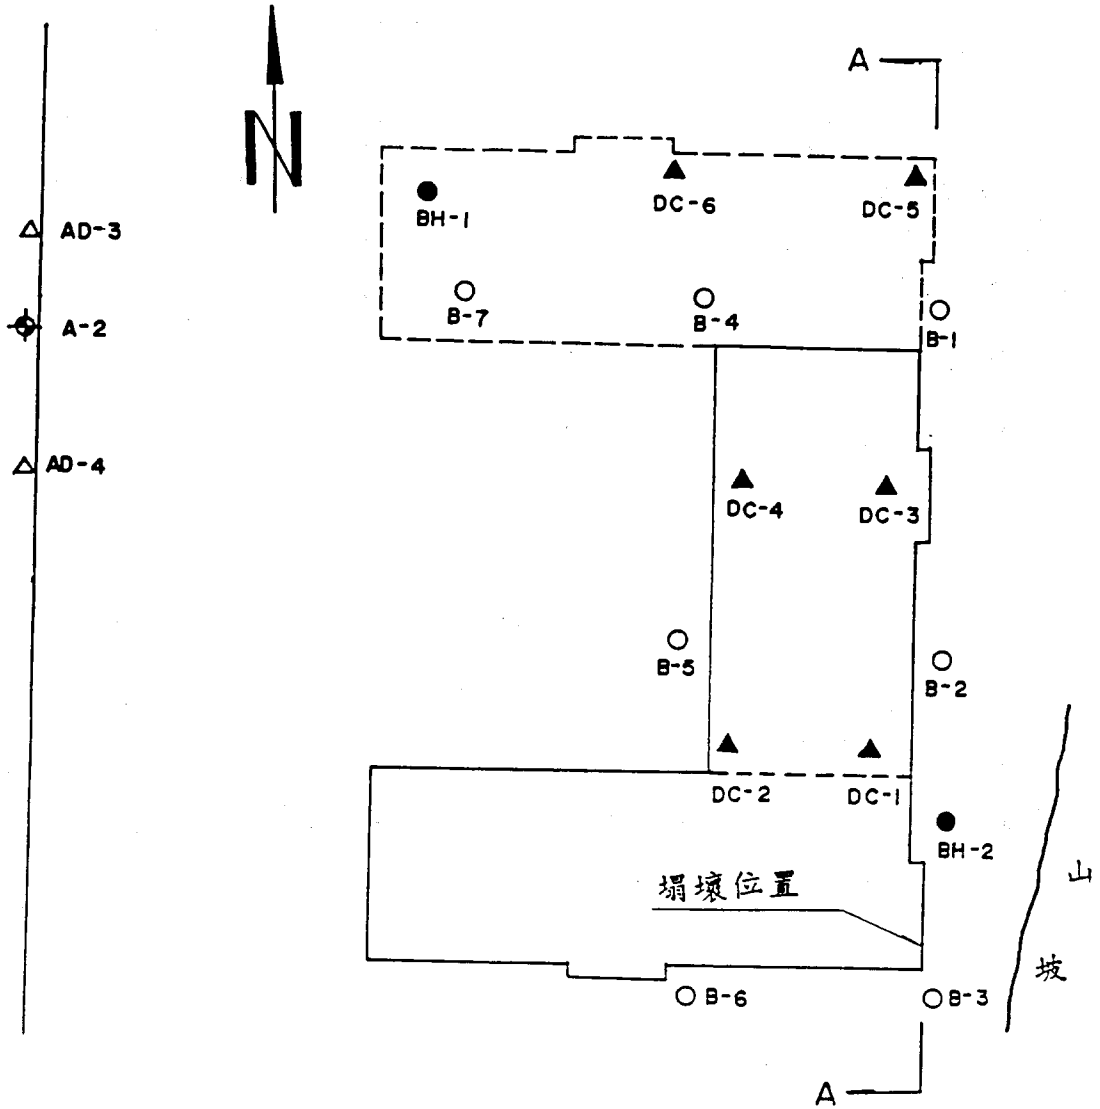 A
N
DC-6
DC-5
BH-1
AD-3
B-7
B-4
B-1
A-2
AD-4
DC-4
DC-3
B-5
B-2
DC-2
DC-1
BH-2
塌壞位置
山坡
B-6
B-3
A